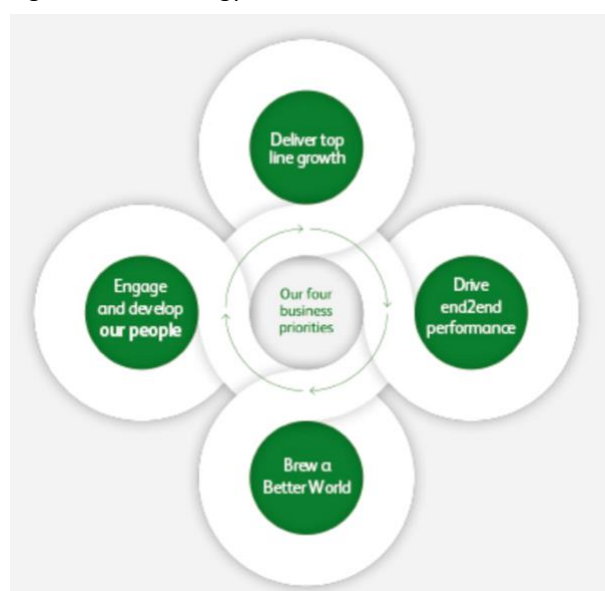 Deliver top
line growth
Engage
and develop
our people
Our four
business
priorities
Drive
end2end
performance
Brew a
Better World